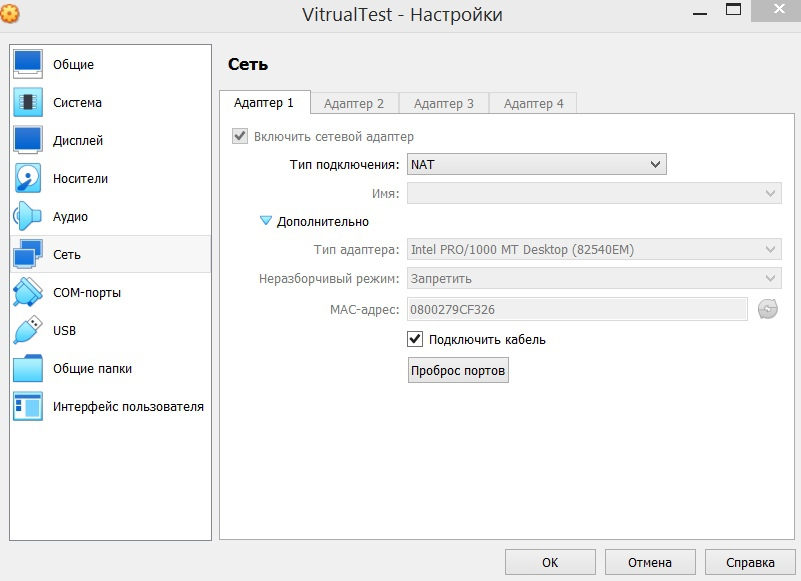 VitrualTest - Настройки
Общие
Система
Дисплей
Носители
Аудио
Сеть
COM-порты
USB
Общие папки
Интерфейс пользователя
Сеть
Адаптер 1 Адаптер 2 Адаптер 3 Адаптер 4
Включить сетевой адаптер
Тип подключения: NAT
Имя:
Дополнительно
Тип адаптера: Intel PRO/1000 MT Desktop (82540EM)
Неразборчивый режим: Запретить
MAC-адрес: 0800279CF326
Подключить кабель
Проброс портов
OK Отмена Справка